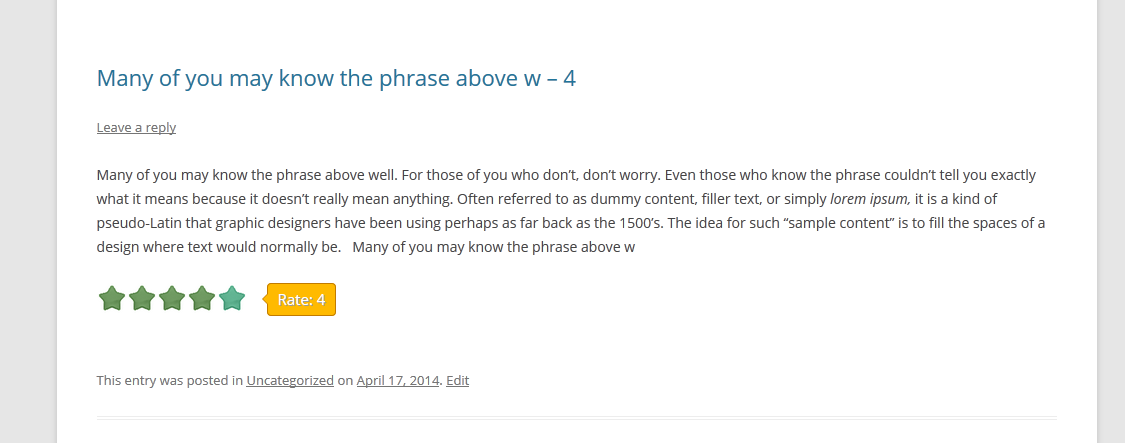 Many of you may know the phrase above w – 4
Leave a reply
Many of you may know the phrase above well. For those of you who don’t, don’t worry. Even those who know the phrase couldn’t tell you exactly
what it means because it doesn’t really mean anything. Often referred to as dummy content, filler text, or simply lorem ipsum, it is a kind of
pseudo-Latin that graphic designers have been using perhaps as far back as the 1500’s. The idea for such “sample content” is to fill the spaces of a
design where text would normally be.   Many of you may know the phrase above w
Rate: 4
This entry was posted in Uncategorized on April 17, 2014. Edit